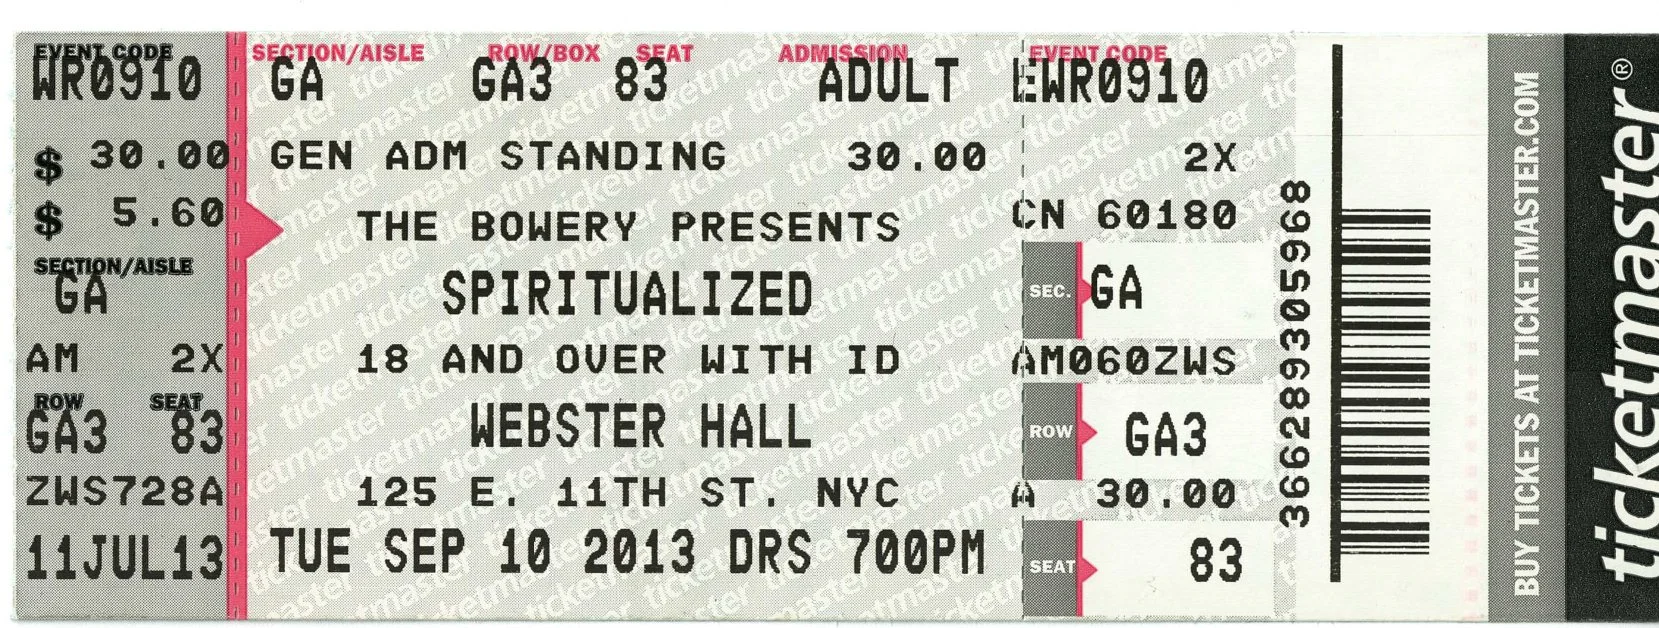 EVENT CODE
WR0910
$ 30.00
$ 5.60
SECTION/AISLE
GA
AM 2X
ROW SEAT
GA3 83
ZWS728A
11JUL13
SECTION/AISLE ROW/BOX SEAT ADMISSION
GA GA3 83 ADULT
GEN ADM STANDING 30.00
THE BOWERY PRESENTS
SPIRITUALIZED
18 AND OVER WITH ID
WEBSTER HALL
125 E. 11TH ST. NYC
TUE SEP 10 2013 DRS 700PM
EVENT CODE
EWR0910
2X
CN 60180
SEC. GA
AM060ZWS
ROW GA3
A 30.00
SEAT 83
366289305968
BUY TICKETS AT TICKETMASTER.COM
ticketmaster®